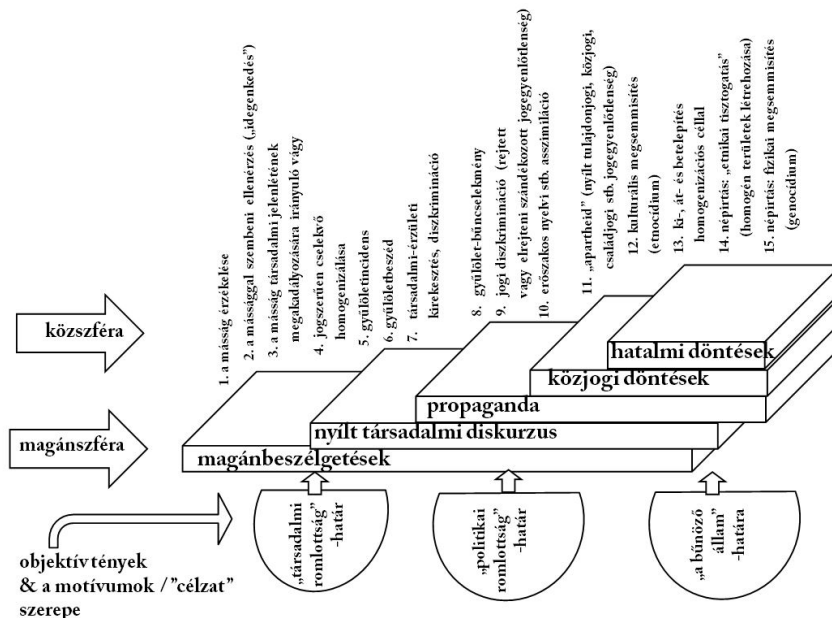 1. a másság érzékelése
2. a mássággal szembeni ellenérzés („idegenkedés”)
3. a másság társadalmi jelenlétének
megakadályozására irányuló vagy
4. jogszerűen cselekvő
homogenizálása
5. gyűlöletincidens
6. gyűlöletbeszéd
7. társadalmi-érzületi
kirekesztés, diszkrimináció
8. gyűlölet-bűncselekmény
9. jogi diszkrimináció (rejtett
vagy elrejteni szándékozott jogegyenlőtlenség)
10. erőszakos nyelvi stb. asszimiláció
11. „apartheid” (nyílt tulajdonjogi, közjogi,
családjogi stb. jogegyenlőtlenség)
12. kulturális megsemmisítés
(etnocídium)
13. ki-, át- és betelepítés
homogenizációs céllal
14. népirtás: „etnikai tisztogatás”
(homogén területek létrehozása)
15. népirtás: fizikai megsemmisítés
(genocídium)
közszféra
magánszféra
hatalmi döntések
közjogi döntések
propaganda
nyílt társadalmi diskurzus
magánbeszélgetések
„társadalmi
romlottság”
-határ
„politikai
romlottság”
-határ
„a bűnöző
állam”
-határa
objektív tények
& a motívumok /”célzat”
szerepe